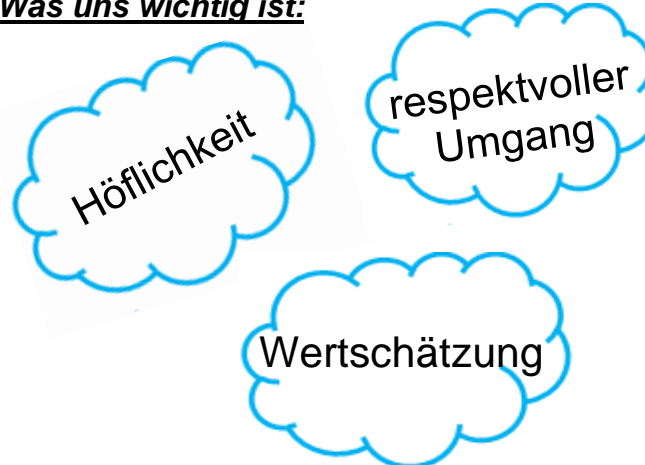 Was uns wichtig ist:
Höflichkeit
respektvoller
Umgang
Wertschätzung